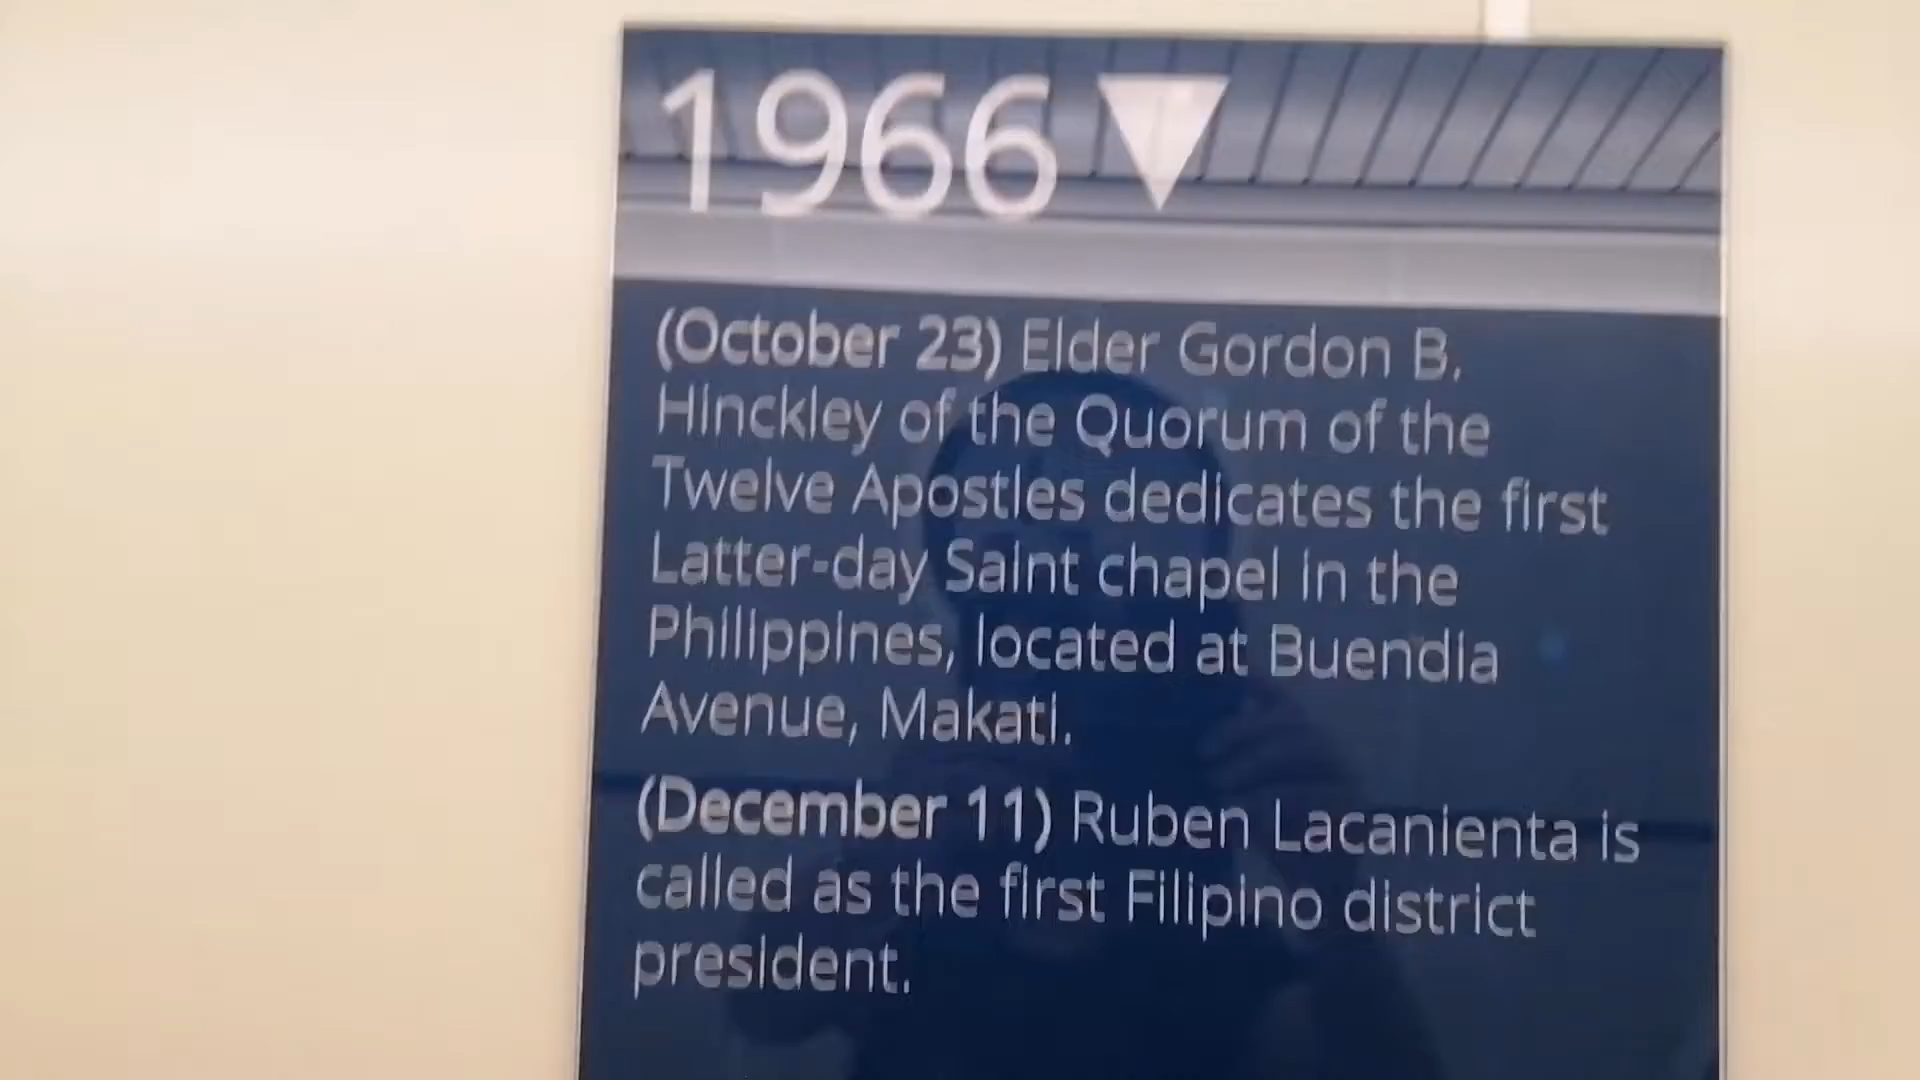 1966
(October 23) Elder Gordon B.
Hinckley of the Quorum of the
Twelve Apostles dedicates the first
Latter-day Saint chapel in the
Philippines, located at Buendia
Avenue, Makati.
(December 11) Ruben Lacanienta is
called as the first Filipino district
president.